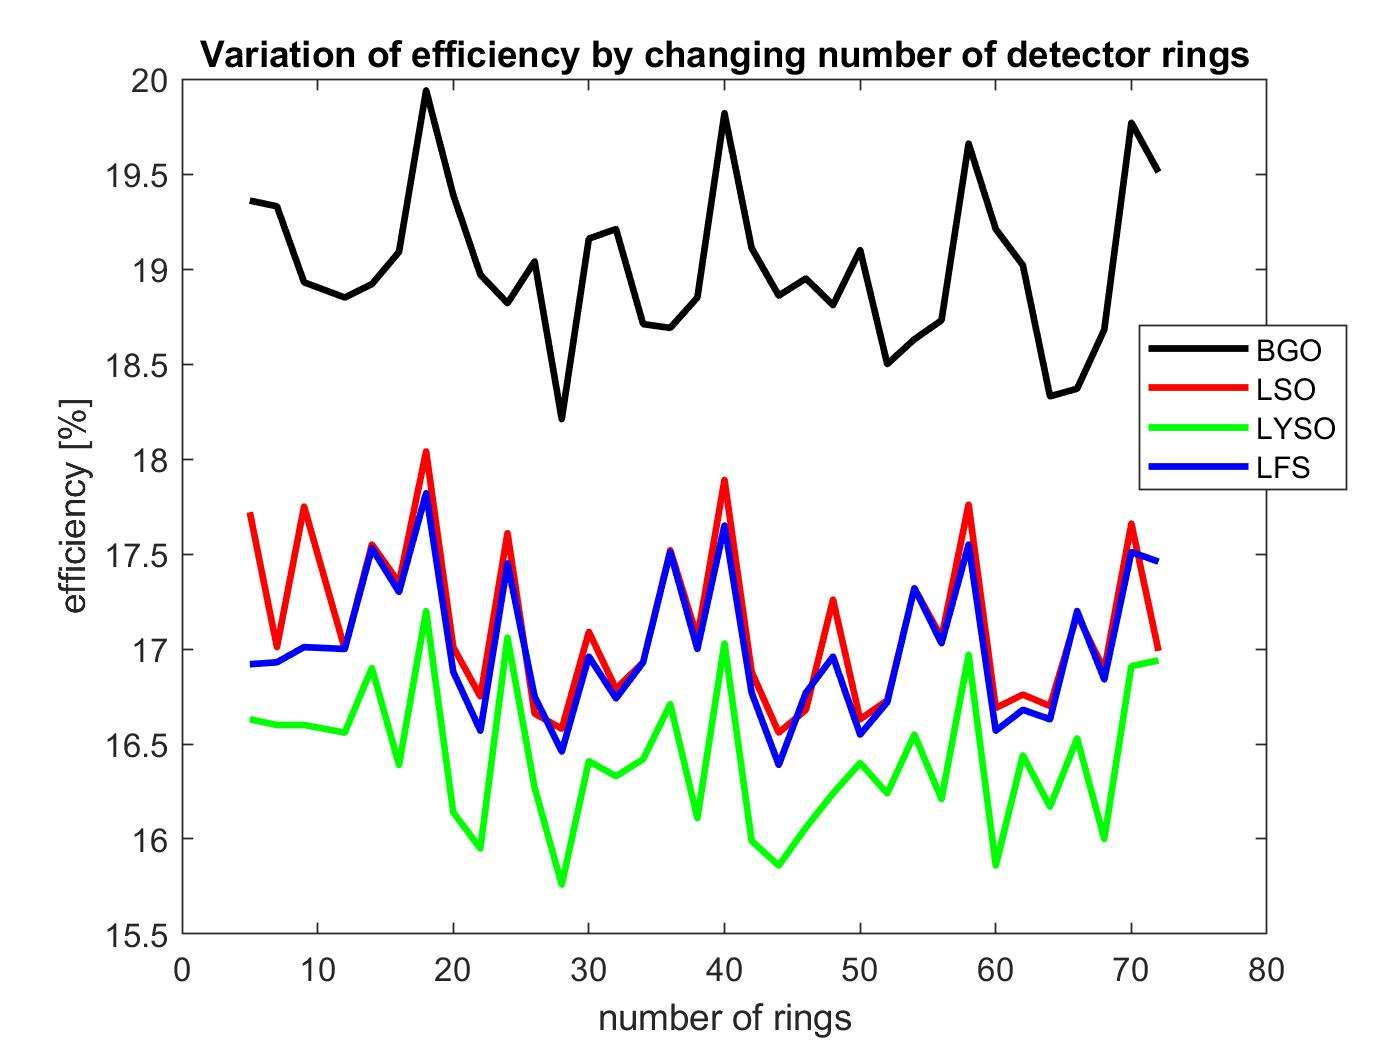 Variation of efficiency by changing number of detector rings
20
19.5
19
18.5
18
17.5
17
16.5
16
15.5
efficiency [%]
BGO
LSO
LYSO
LFS
0 10 20 30 40 50 60 70 80
number of rings